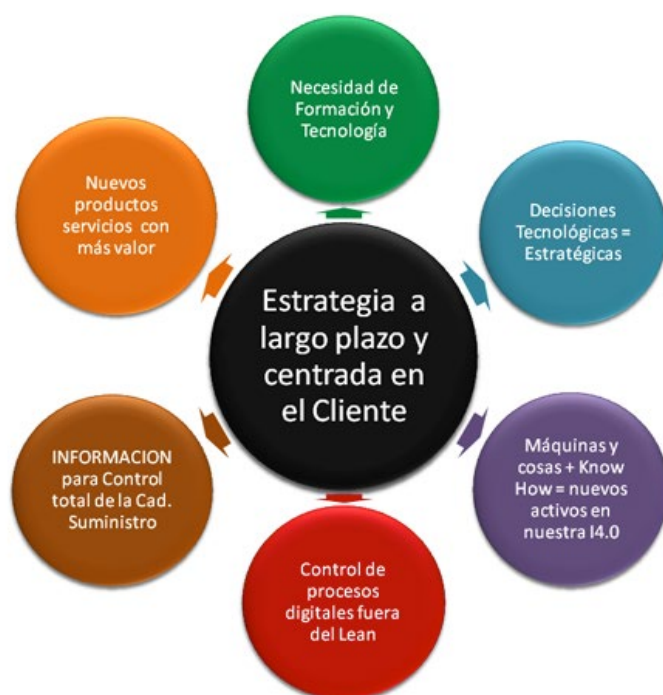 Necesidad de
Formación y
Tecnología
Nuevos
productos
servicios con
más valor
Decisiones
Tecnológicas =
Estratégicas
Estrategia a
largo plazo y
centrada en
el Cliente
INFORMACION
para Control
total de la Cad.
Suministro
Máquinas y
cosas + Know
How = nuevos
activos en
nuestra I4.0
Control de
procesos
digitales fuera
del Lean